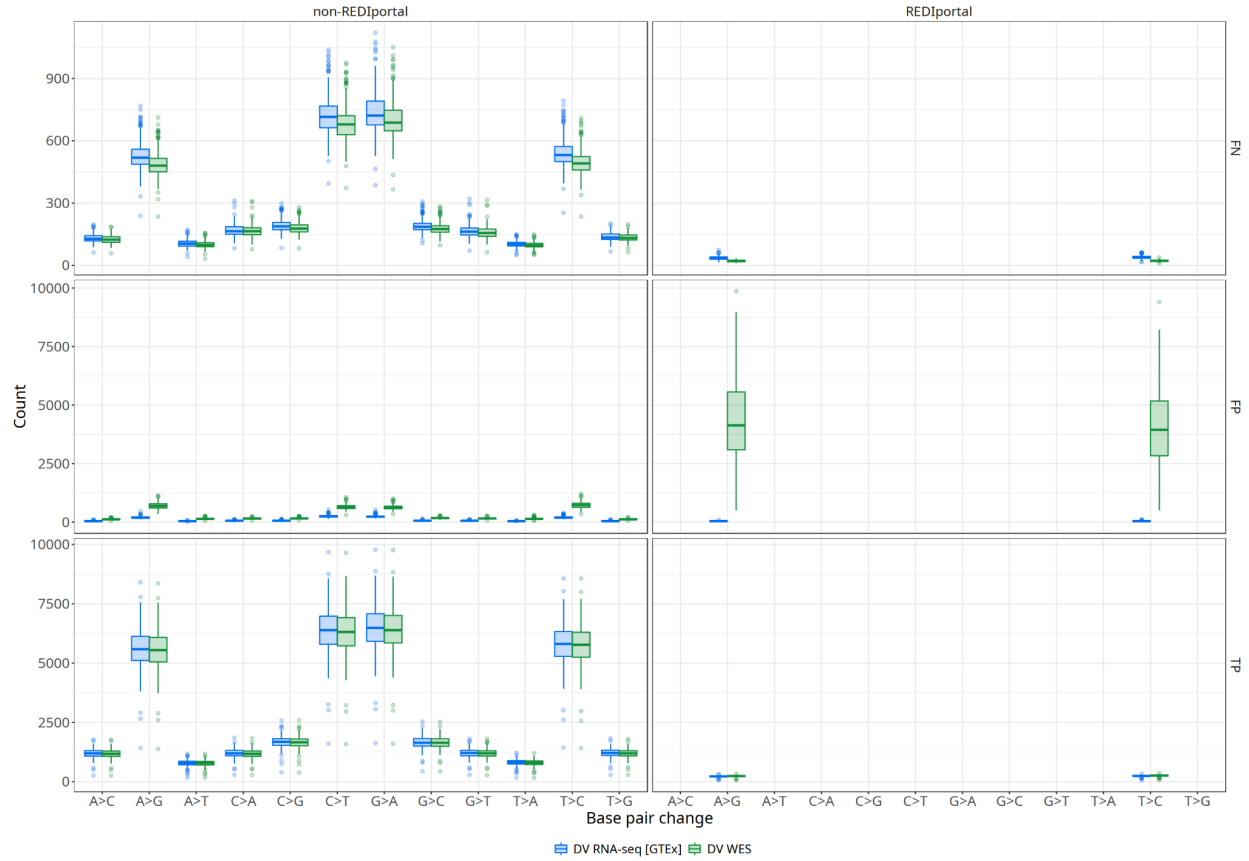 non-REDIportal REDIportal
900
600
300
0
FN
10000
7500
5000
2500
0
FP
Count
10000
7500
5000
2500
0
TP
A>C A>G A>T C>A C>G C>T G>A G>C G>T T>A T>C T>G A>C A>G A>T C>A C>G C>T G>A G>C G>T T>A T>C T>G
Base pair change
DV RNA-seq [GTEx] DV WES